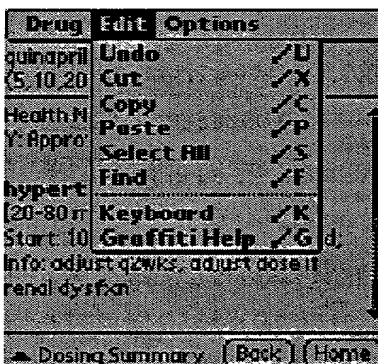 Drug Edit Options
quinapril Undo ⟋U
(5,10,20 Cut ⟋X
Copy ⟋C
Health N Paste ⟋P
Y: Appro Select All ⟋S
Find ⟋F
hypert
[20-80 m Keyboard ⟋K
Start: 10 Graffiti Help ⟋G d,
Info: adjust q2wks, adjust dose if
renal dysfxn
Dosing Summary Back Home